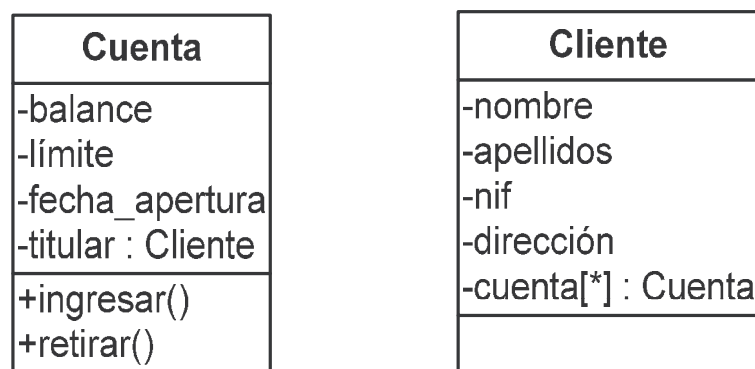 Cuenta
-balance
-límite
-fecha_apertura
-titular : Cliente
+ingresar()
+retirar()
Cliente
-nombre
-apellidos
-nif
-dirección
-cuenta[*] : Cuenta